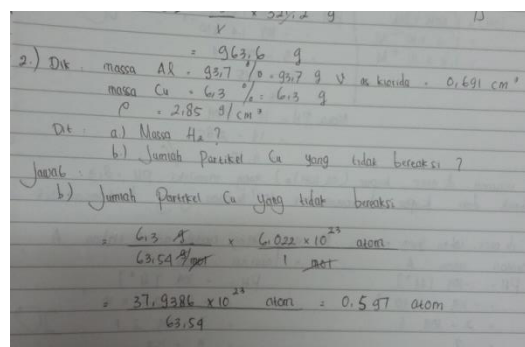 x 
= 963,6 g
2.) Dik massa Al = 93,7 % = 93,7 g V as klorida = 0,691 cm³
massa Cu = 6,3 % = 6,3 g
ρ = 2,85 g/cm³
Dit a.) Massa H₂ ?
b.) Jumlah Partikel Cu yang tidak bereaksi ?
Jawab
b.) Jumlah Partikel Cu yang tidak bereaksi
= 6,3 g / 63,54 g/mol x 6,022 x 10²³ atom / 1 mol
= 37,9386 x 10²³ atom / 63,54 = 0,597 atom